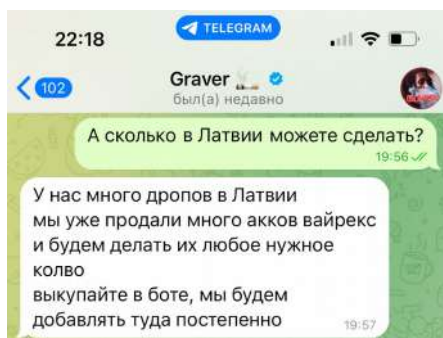 22:18
TELEGRAM
102
Graver
был(а) недавно
А сколько в Латвии можете сделать?
19:56
У нас много дропов в Латвии
мы уже продали много акков вайрекс
и будем делать их любое нужное
колво
выкупайте в боте, мы будем
добавлять туда постепенно
19:57